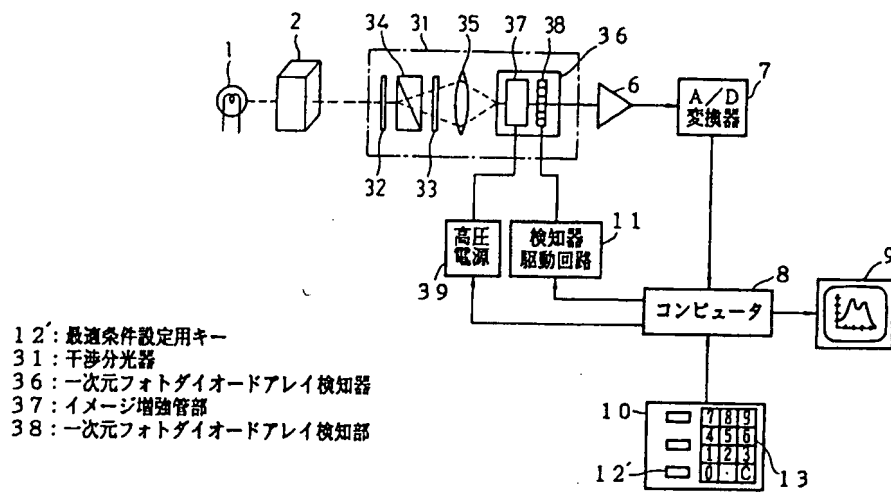 1
2
34
31
35
37
38
36
6
7
A／D
変換器
32
33
高圧
電源
39
検知器
駆動回路
11
8
コンピュータ
9
10
7 8 9
4 5 6
1 2 3
0 · C
12′
13
12′：最適条件設定用キー
31：干渉分光器
36：一次元フォトダイオードアレイ検知器
37：イメージ増強管部
38：一次元フォトダイオードアレイ検知部